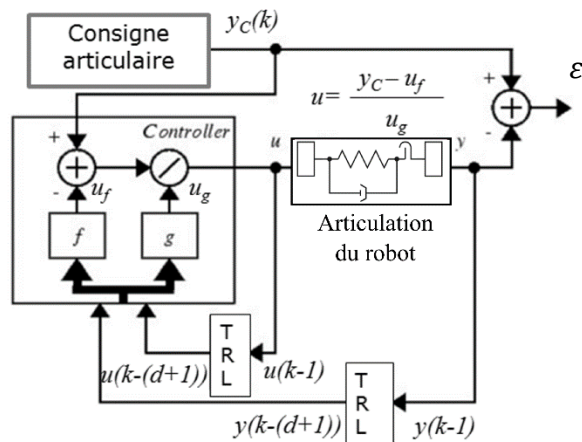 Consigne
articulaire
y_C(k)
ε
+
-
u = (y_C − u_f) / u_g
Controller
+
-
u_f
u_g
u
y
f
g
Articulation
du robot
T
R
L
u(k-(d+1))
u(k-1)
T
R
L
y(k-(d+1))
y(k-1)